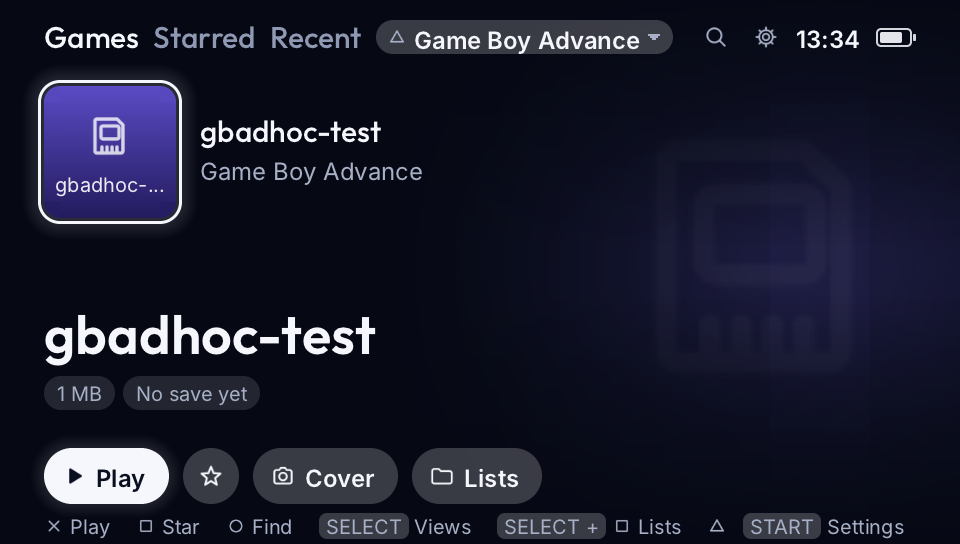 Games Starred Recent Game Boy Advance 13:34
gbadhoc-...
gbadhoc-test
Game Boy Advance
gbadhoc-test
1 MB No save yet
Play Cover Lists
Play Star Find SELECT Views SELECT + Lists START Settings